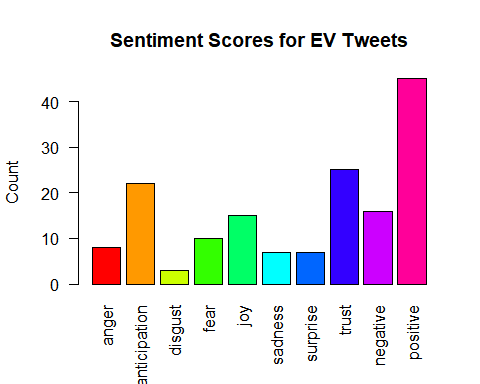 Sentiment Scores for EV Tweets
Count
40
30
20
10
0
anger
anticipation
disgust
fear
joy
sadness
surprise
trust
negative
positive